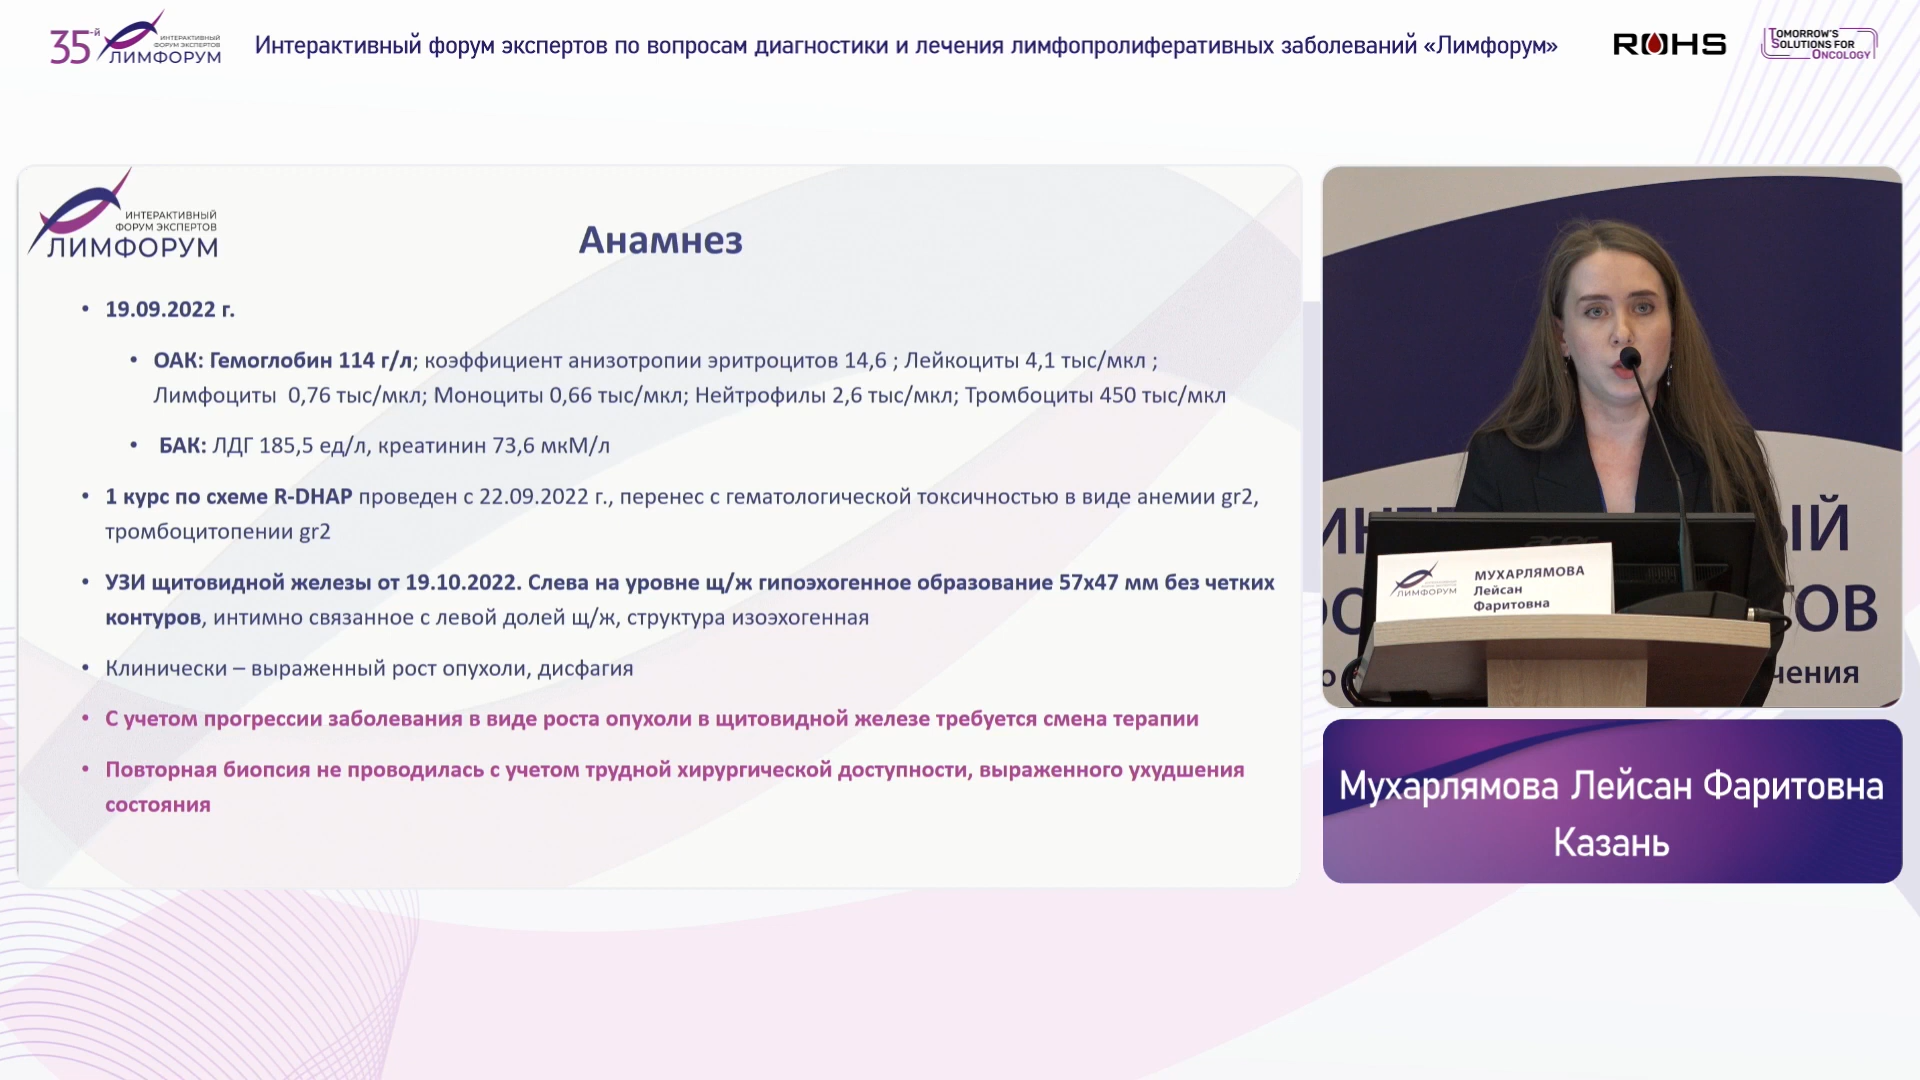 35-й
ИНТЕРАКТИВНЫЙ
ФОРУМ ЭКСПЕРТОВ
ЛИМФОРУМ
Интерактивный форум экспертов по вопросам диагностики и лечения лимфопролиферативных заболеваний «Лимфорум»
ROHS
TOMORROW'S
SOLUTIONS FOR
ONCOLOGY
ИНТЕРАКТИВНЫЙ
ФОРУМ ЭКСПЕРТОВ
ЛИМФОРУМ
Анамнез
• 19.09.2022 г.
• ОАК: Гемоглобин 114 г/л; коэффициент анизотропии эритроцитов 14,6 ; Лейкоциты 4,1 тыс/мкл ;
Лимфоциты 0,76 тыс/мкл; Моноциты 0,66 тыс/мкл; Нейтрофилы 2,6 тыс/мкл; Тромбоциты 450 тыс/мкл
• БАК: ЛДГ 185,5 ед/л, креатинин 73,6 мкМ/л
• 1 курс по схеме R-DHAP проведен с 22.09.2022 г., перенес с гематологической токсичностью в виде анемии gr2,
тромбоцитопении gr2
• УЗИ щитовидной железы от 19.10.2022. Слева на уровне щ/ж гипоэхогенное образование 57х47 мм без четких
контуров, интимно связанное с левой долей щ/ж, структура изоэхогенная
• Клинически – выраженный рост опухоли, дисфагия
• С учетом прогрессии заболевания в виде роста опухоли в щитовидной железе требуется смена терапии
• Повторная биопсия не проводилась с учетом трудной хирургической доступности, выраженного ухудшения
состояния
ИНТ
ЫЙ
ТОВ
чения
acer
ЛИМФОРУМ
МУХАРЛЯМОВА
Лейсан
Фаритовна
Мухарлямова Лейсан Фаритовна
Казань